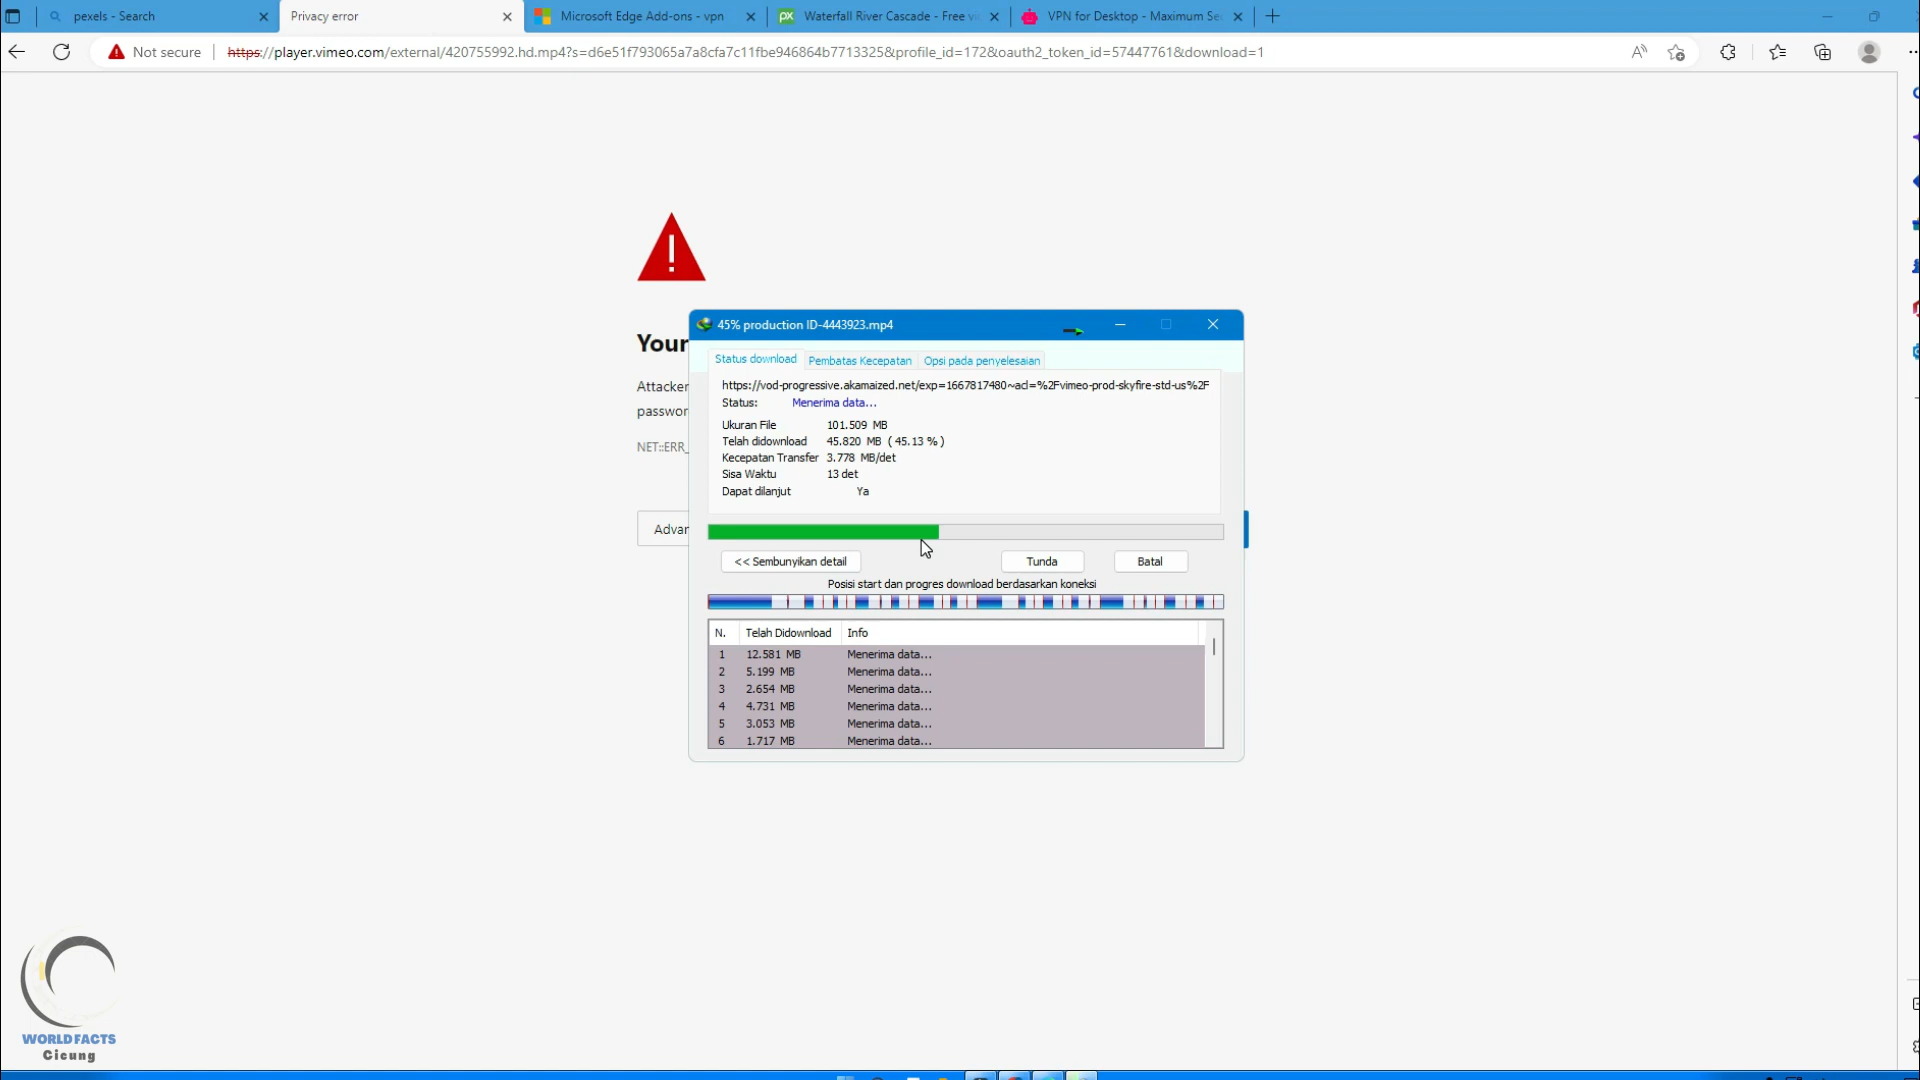 pexels - Search
Privacy error
Microsoft Edge Add-ons - vpn
Waterfall River Cascade - Free
VPN for Desktop - Maximum Se
Not secure
https://player.vimeo.com/external/420755992.hd.mp4?s=d6e51f793065a7a8cfa7c11fbe946864b7713325&profile_id=172&oauth2_token_id=57447761&download=1
Your
Attacker
passwor
NET::ERR_
Advan
45% production ID-4443923.mp4
Status download
Pembatas Kecepatan
Opsi pada penyelesaian
https://vod-progressive.akamaized.net/exp=1667817480~acl=%2Fvimeo-prod-skyfire-std-us%2F
Status: Menerima data...
Ukuran File 101.509 MB
Telah didownload 45.820 MB ( 45.13 % )
Kecepatan Transfer 3.778 MB/det
Sisa Waktu 13 det
Dapat dilanjut Ya
<< Sembunyikan detail
Tunda
Batal
Posisi start dan progres download berdasarkan koneksi
N. Telah Didownload Info
1 12.581 MB Menerima data...
2 5.199 MB Menerima data...
3 2.654 MB Menerima data...
4 4.731 MB Menerima data...
5 3.053 MB Menerima data...
6 1.717 MB Menerima data...
WORLD FACTS
Cicung